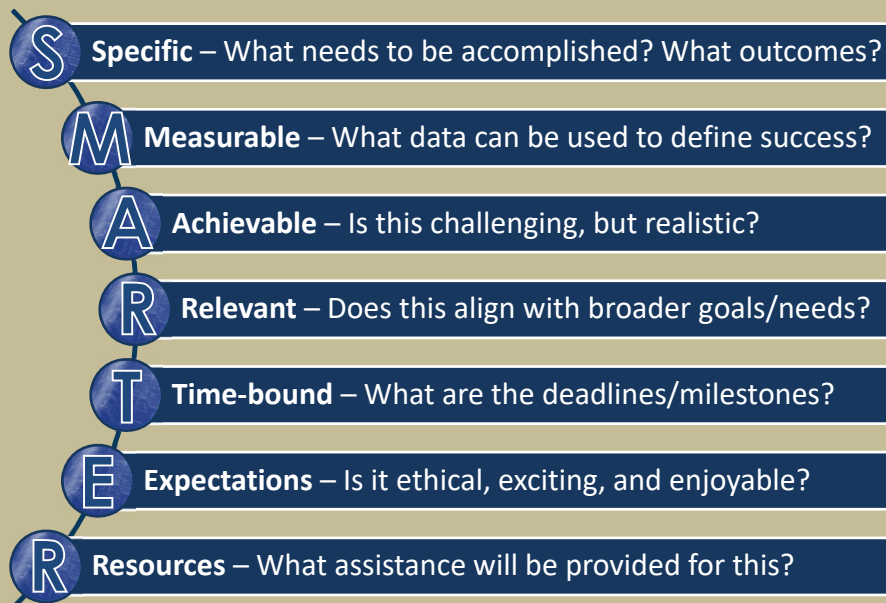 S Specific – What needs to be accomplished? What outcomes?
M Measurable – What data can be used to define success?
A Achievable – Is this challenging, but realistic?
R Relevant – Does this align with broader goals/needs?
T Time-bound – What are the deadlines/milestones?
E Expectations – Is it ethical, exciting, and enjoyable?
R Resources – What assistance will be provided for this?